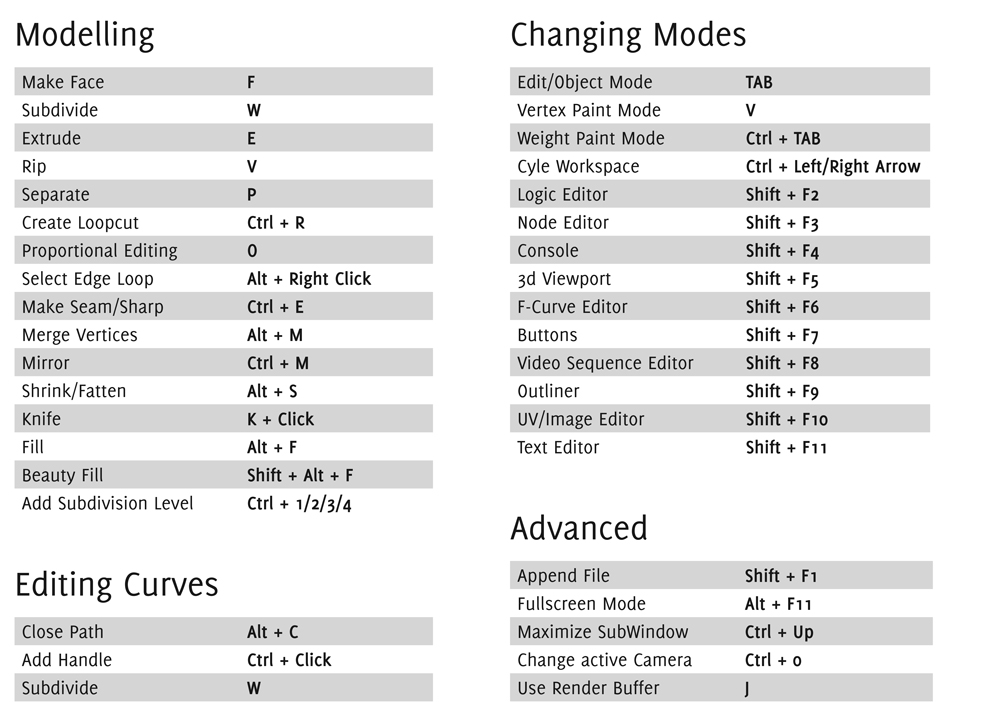 Modelling
Make Face F
Subdivide W
Extrude E
Rip V
Separate P
Create Loopcut Ctrl + R
Proportional Editing O
Select Edge Loop Alt + Right Click
Make Seam/Sharp Ctrl + E
Merge Vertices Alt + M
Mirror Ctrl + M
Shrink/Fatten Alt + S
Knife K + Click
Fill Alt + F
Beauty Fill Shift + Alt + F
Add Subdivision Level Ctrl + 1/2/3/4
Editing Curves
Close Path Alt + C
Add Handle Ctrl + Click
Subdivide W
Changing Modes
Edit/Object Mode TAB
Vertex Paint Mode V
Weight Paint Mode Ctrl + TAB
Cyle Workspace Ctrl + Left/Right Arrow
Logic Editor Shift + F2
Node Editor Shift + F3
Console Shift + F4
3d Viewport Shift + F5
F-Curve Editor Shift + F6
Buttons Shift + F7
Video Sequence Editor Shift + F8
Outliner Shift + F9
UV/Image Editor Shift + F10
Text Editor Shift + F11
Advanced
Append File Shift + F1
Fullscreen Mode Alt + F11
Maximize SubWindow Ctrl + Up
Change active Camera Ctrl + 0
Use Render Buffer J